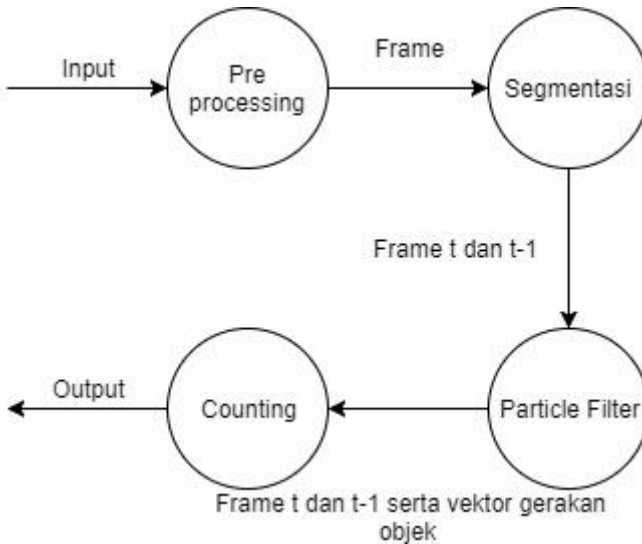 Input
Pre
processing
Frame
Segmentasi
Frame t dan t-1
Output
Counting
Particle Filter
Frame t dan t-1 serta vektor gerakan
objek